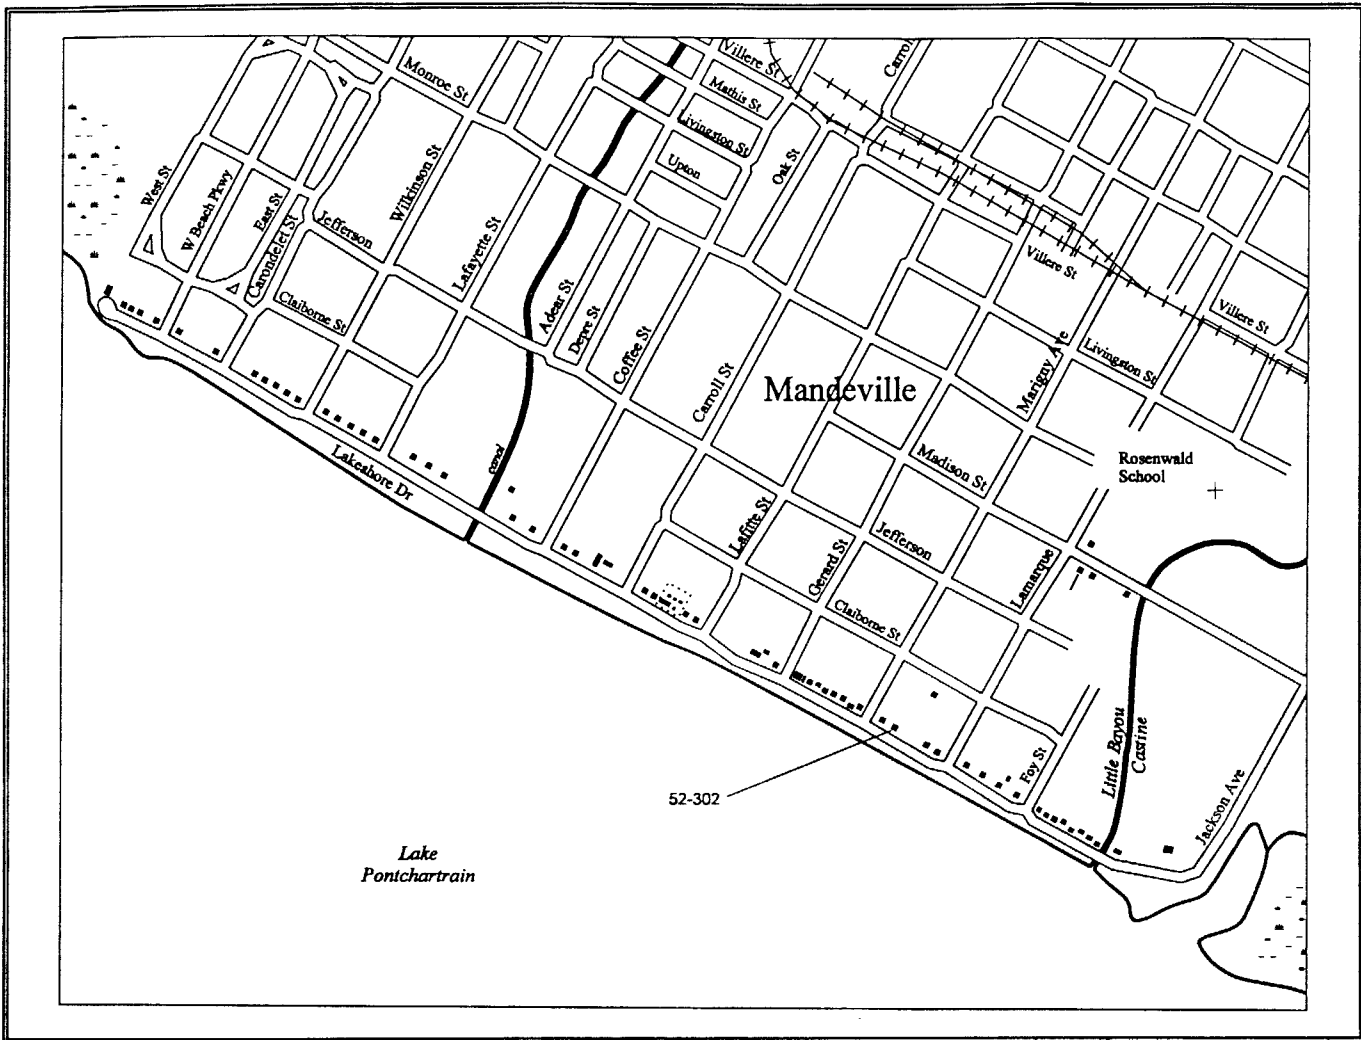 Villere St
Carroll
Monroe St
Mathis St
Livingston St
Upton
Oak St
West St
W Beach Pkwy
East St
Carondelet St
Jefferson
Wilkinson St
Lafayette St
Claiborne St
Adear St
Depre St
Coffee St
Carroll St
Villere St
Villere St
Marigny Ave
Livingston St
Mandeville
Rosenwald
School
Madison St
Lakeshore Dr
canal
Lafitte St
Jefferson
Gerard St
Lamarque
Claiborne St
Foy St
Little Bayou
Castine
Jackson Ave
52-302
Lake
Pontchartrain